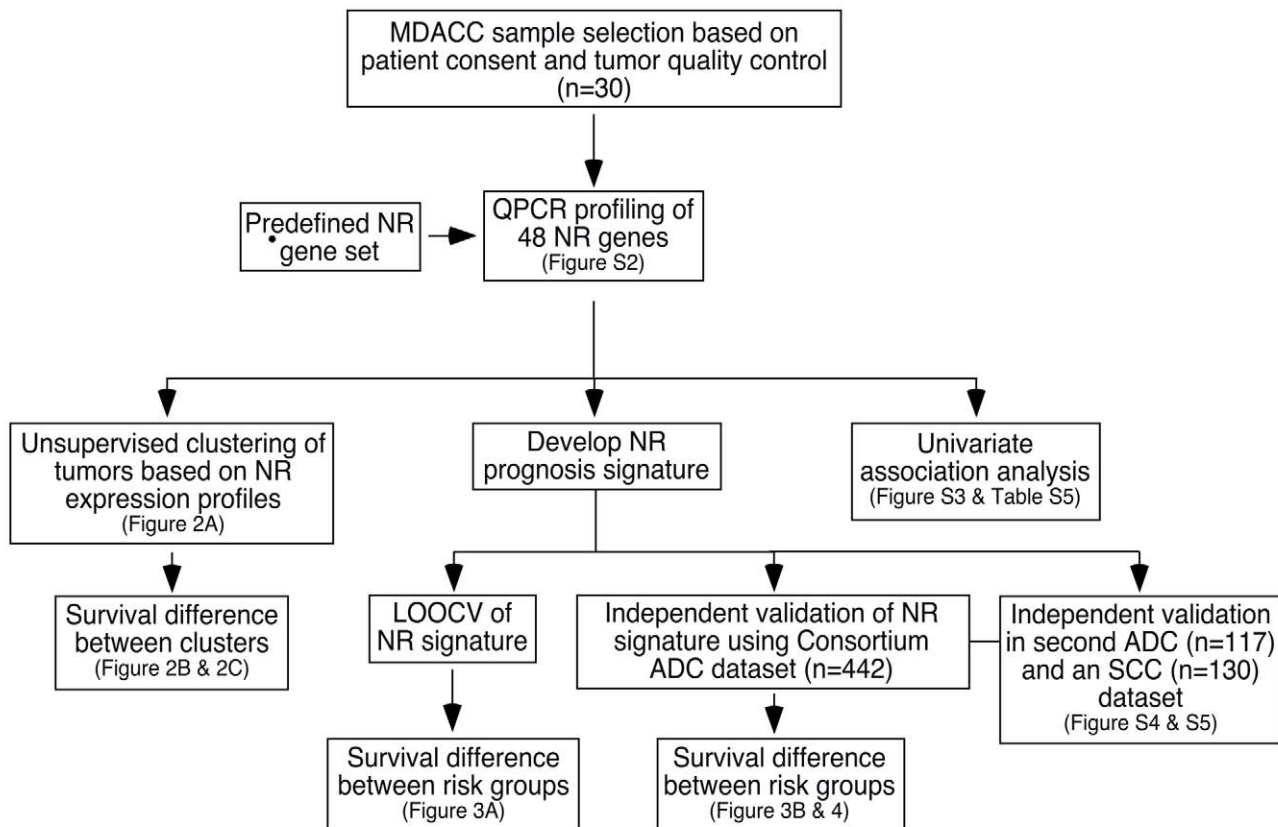 MDACC sample selection based on
patient consent and tumor quality control
(n=30)
Predefined NR
gene set
QPCR profiling of
48 NR genes
(Figure S2)
Unsupervised clustering of
tumors based on NR
expression profiles
(Figure 2A)
Develop NR
prognosis signature
Univariate
association analysis
(Figure S3 & Table S5)
Survival difference
between clusters
(Figure 2B & 2C)
LOOCV of
NR signature
Independent validation of NR
signature using Consortium
ADC dataset (n=442)
Independent validation
in second ADC (n=117)
and an SCC (n=130)
dataset
(Figure S4 & S5)
Survival difference
between risk groups
(Figure 3A)
Survival difference
between risk groups
(Figure 3B & 4)